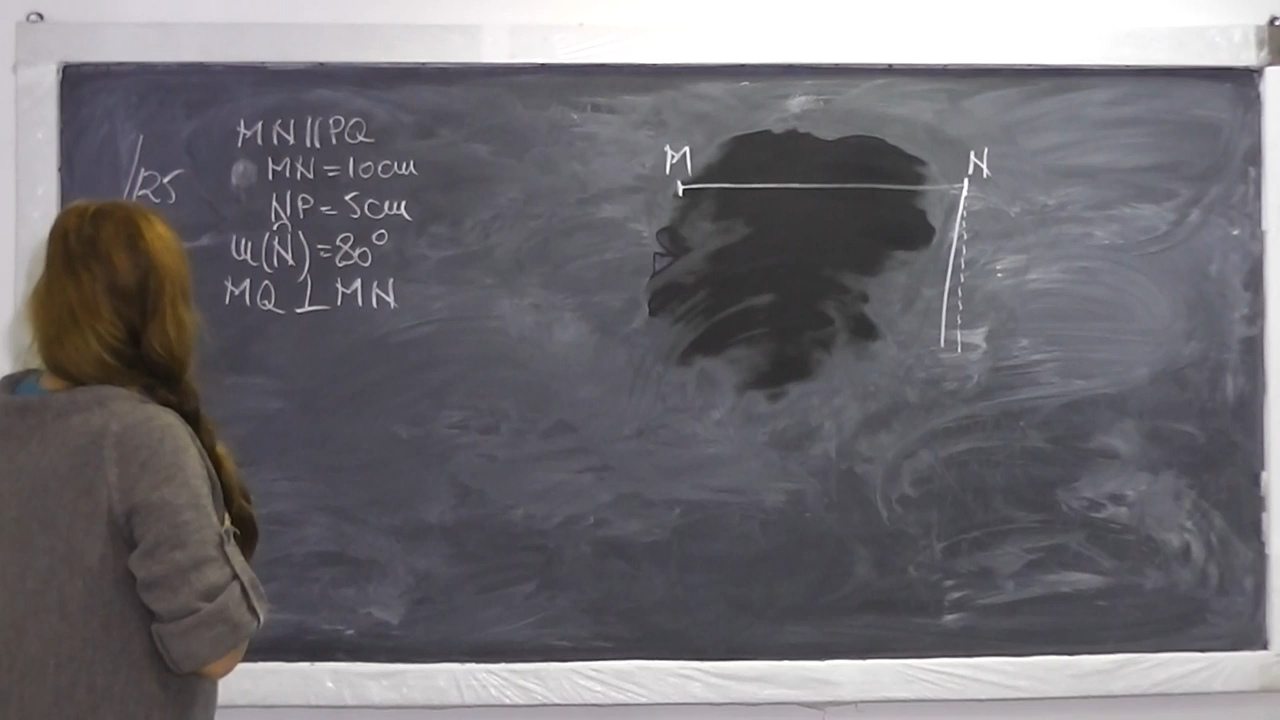 /125
MN||PQ
MN=10cm
NP=5cm
m(N̂)=80°
MQ⊥MN
M
N